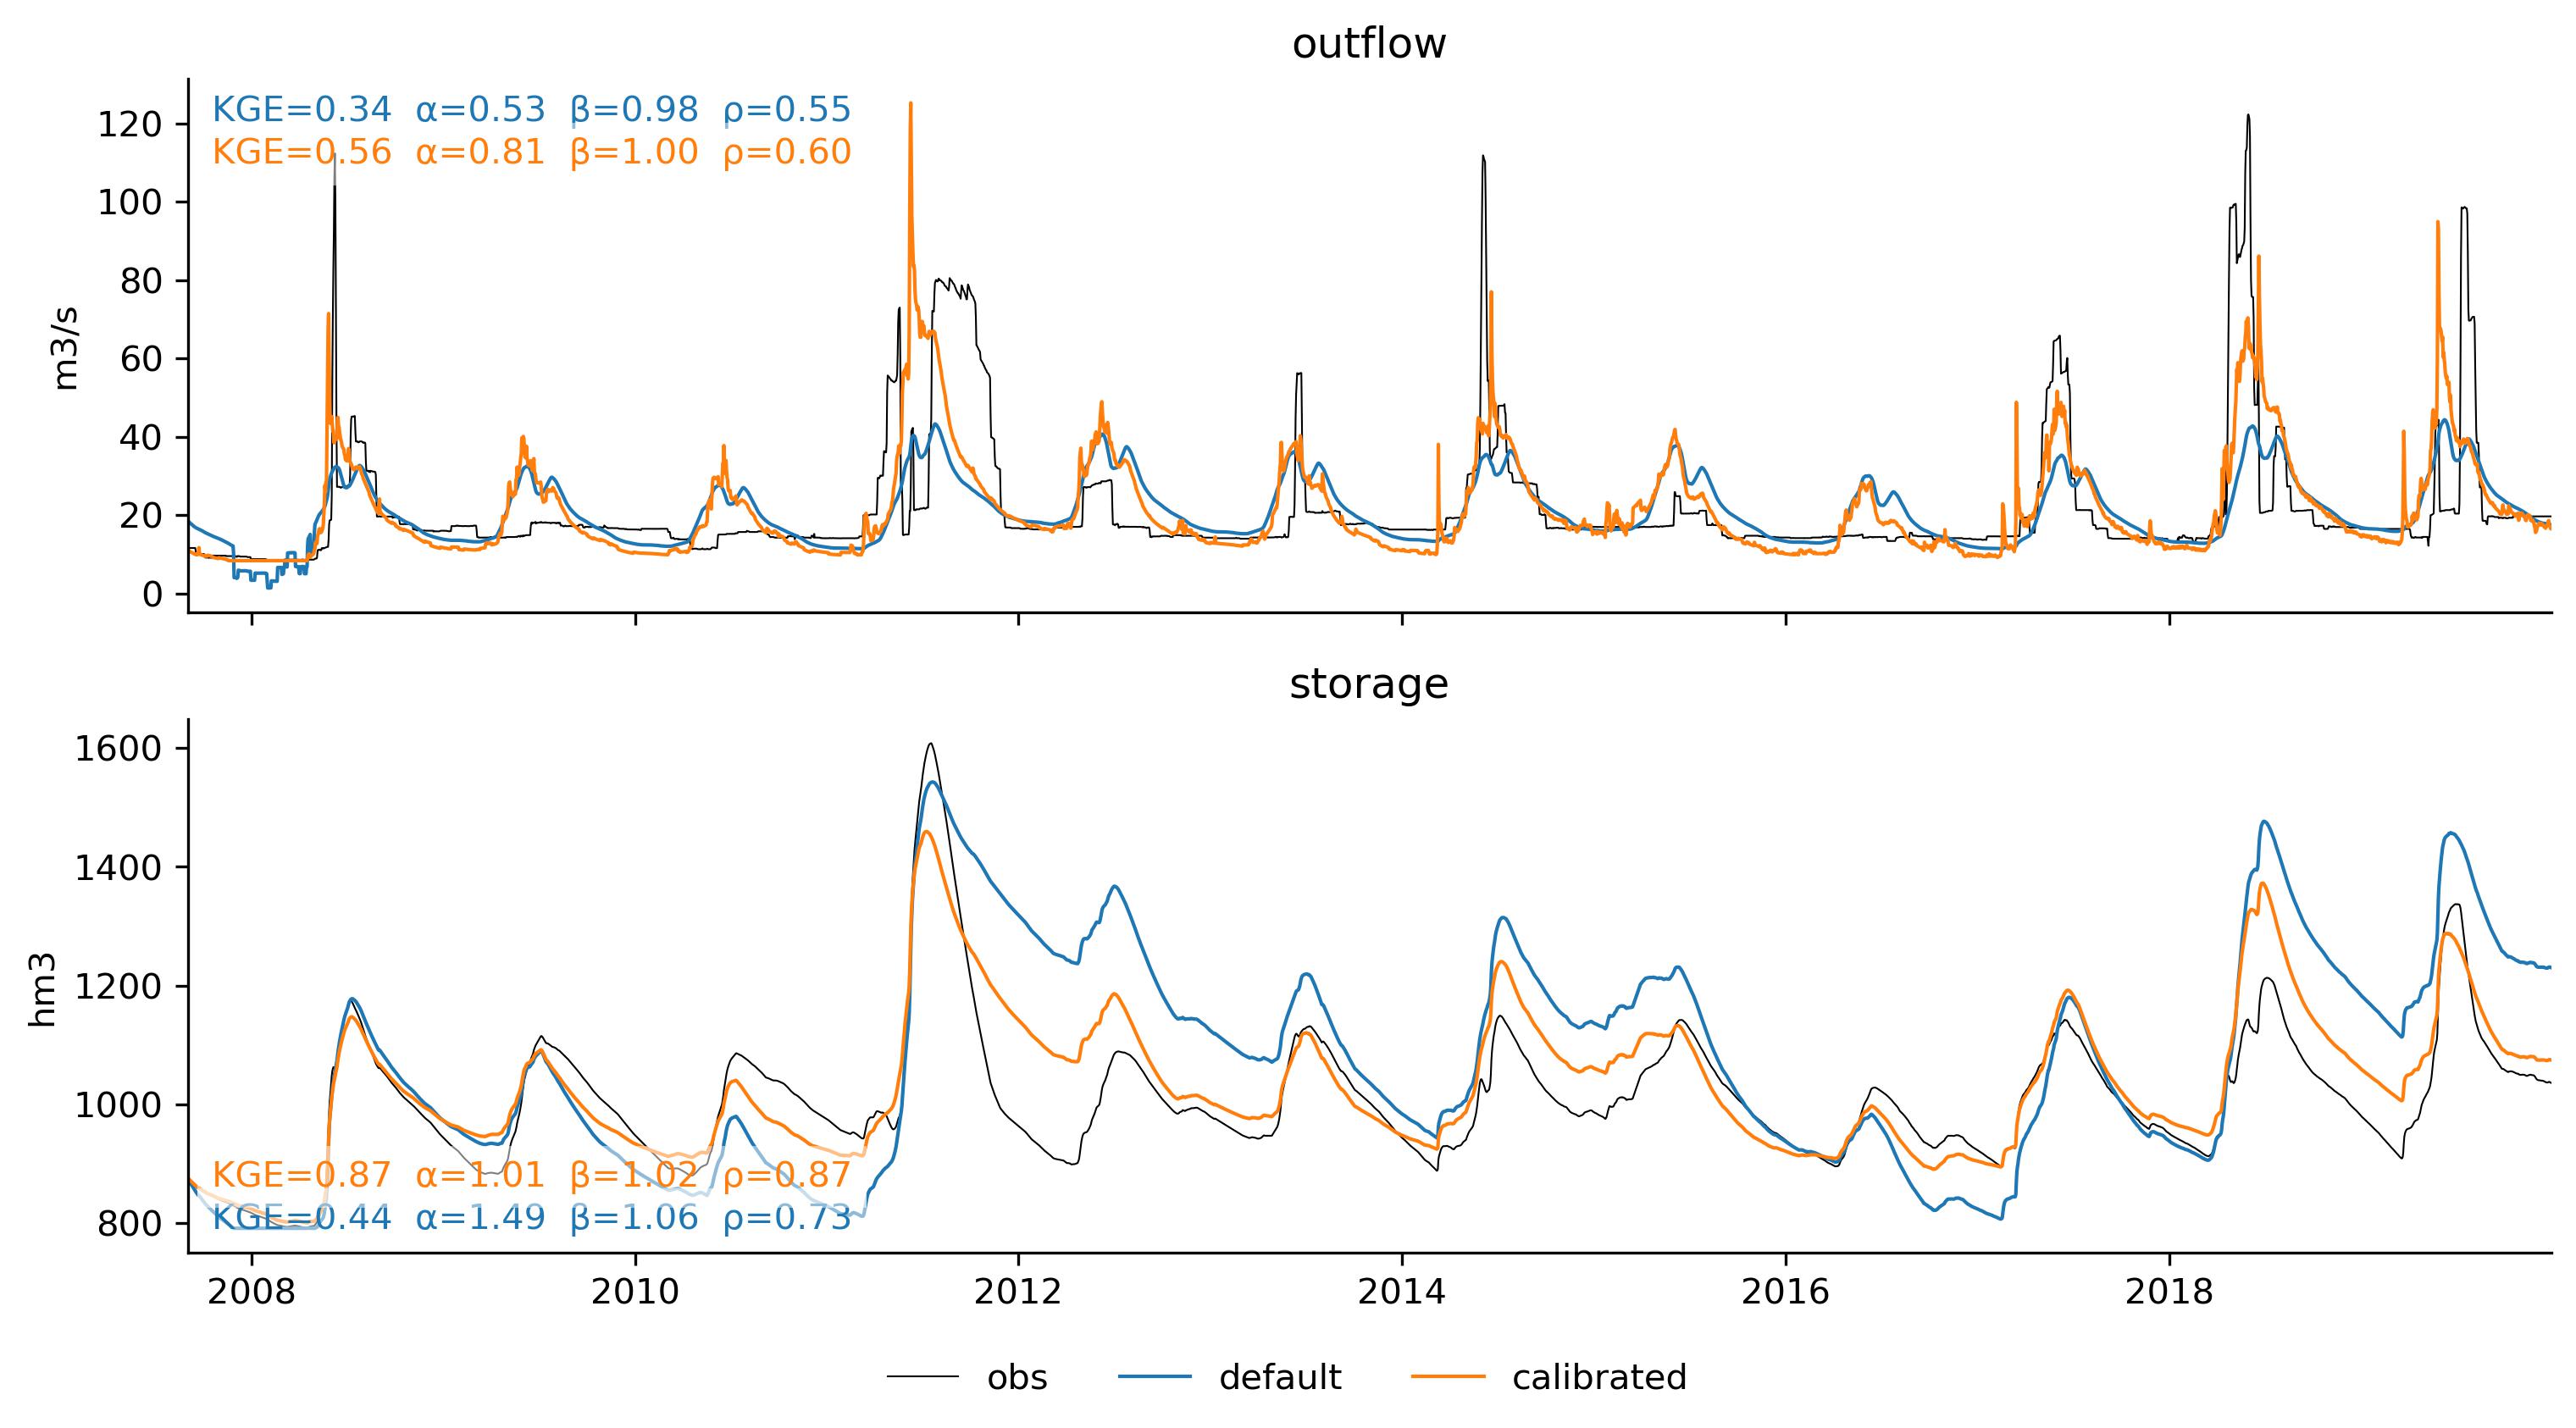 outflow
KGE=0.34 α=0.53 β=0.98 ρ=0.55
KGE=0.56 α=0.81 β=1.00 ρ=0.60
m3/s
120
100
80
60
40
20
0
storage
hm3
1600
1400
1200
1000
800
KGE=0.87 α=1.01 β=1.02 ρ=0.87
KGE=0.44 α=1.49 β=1.06 ρ=0.73
2008 2010 2012 2014 2016 2018
obs default calibrated